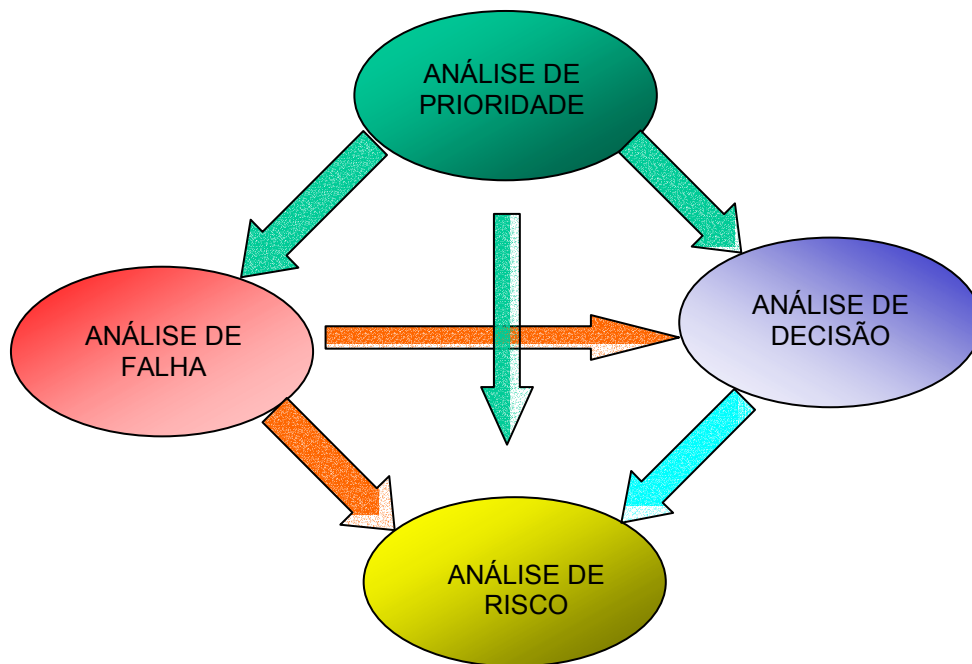 ANÁLISE DE
PRIORIDADE
ANÁLISE DE
FALHA
ANÁLISE DE
DECISÃO
ANÁLISE DE
RISCO